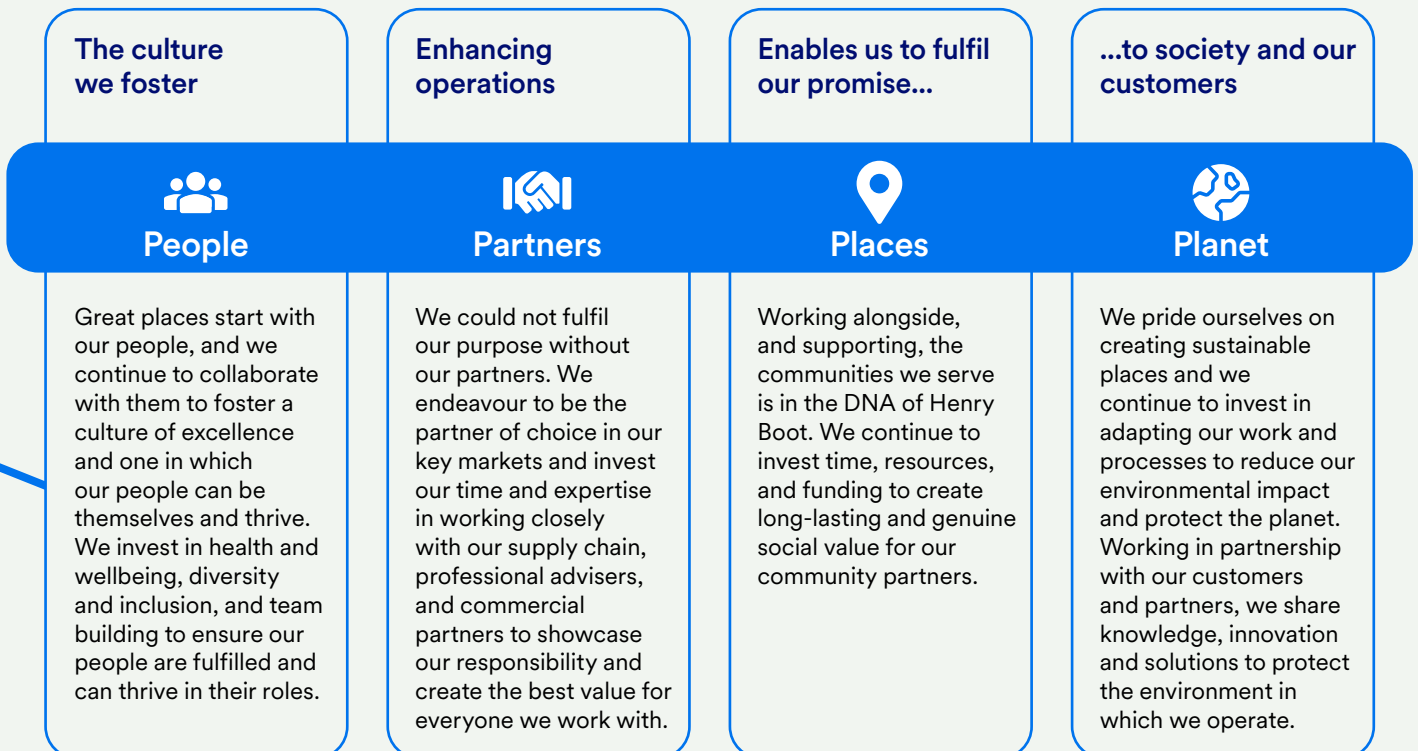 The culture
we foster
Enhancing
operations
Enables us to fulfil
our promise...
...to society and our
customers
People
Partners
Places
Planet
Great places start with
our people, and we
continue to collaborate
with them to foster a
culture of excellence
and one in which
our people can be
themselves and thrive.
We invest in health and
wellbeing, diversity
and inclusion, and team
building to ensure our
people are fulfilled and
can thrive in their roles.
We could not fulfil
our purpose without
our partners. We
endeavour to be the
partner of choice in our
key markets and invest
our time and expertise
in working closely
with our supply chain,
professional advisers,
and commercial
partners to showcase
our responsibility and
create the best value for
everyone we work with.
Working alongside,
and supporting, the
communities we serve
is in the DNA of Henry
Boot. We continue to
invest time, resources,
and funding to create
long-lasting and genuine
social value for our
community partners.
We pride ourselves on
creating sustainable
places and we
continue to invest in
adapting our work and
processes to reduce our
environmental impact
and protect the planet.
Working in partnership
with our customers
and partners, we share
knowledge, innovation
and solutions to protect
the environment in
which we operate.